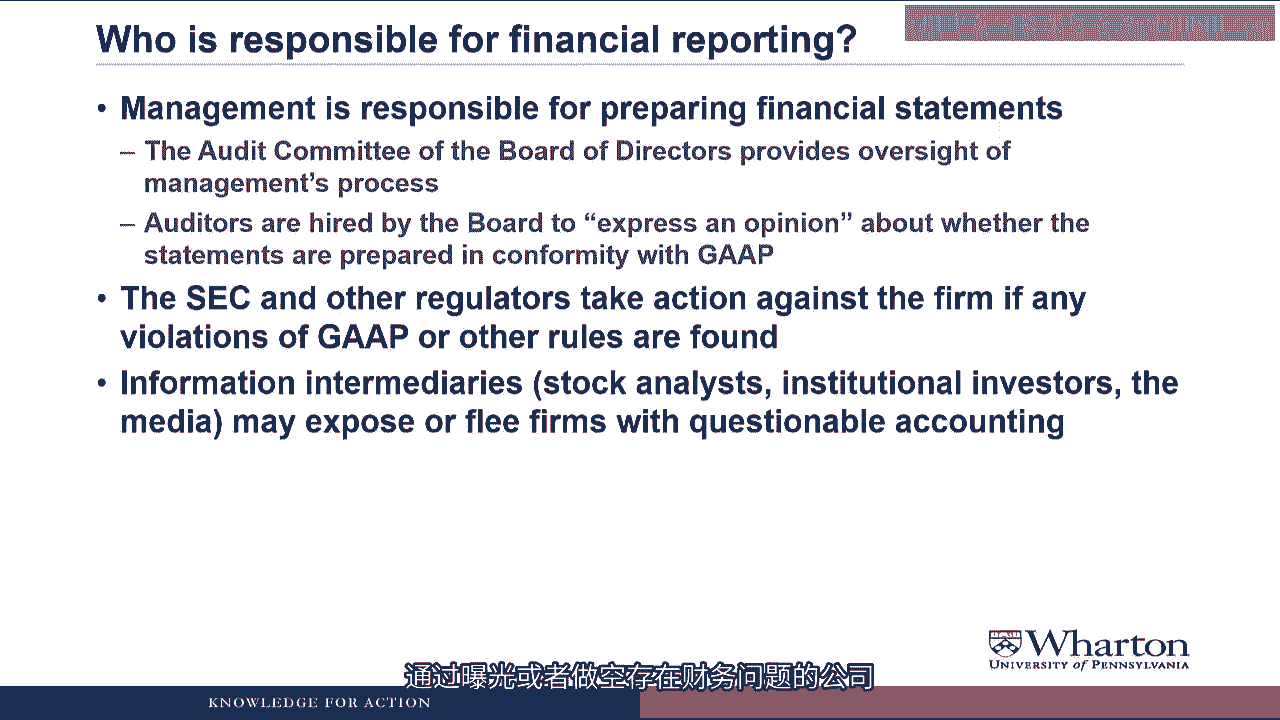 Who is responsible for financial reporting?
• Management is responsible for preparing financial statements
– The Audit Committee of the Board of Directors provides oversight of
management’s process
– Auditors are hired by the Board to “express an opinion” about whether the
statements are prepared in conformity with GAAP
• The SEC and other regulators take action against the firm if any
violations of GAAP or other rules are found
• Information intermediaries (stock analysts, institutional investors, the
media) may expose or flee firms with questionable accounting
Wharton
UNIVERSITY of PENNSYLVANIA
通过曝光或者做空存在财务问题的公司
KNOWLEDGE FOR ACTION